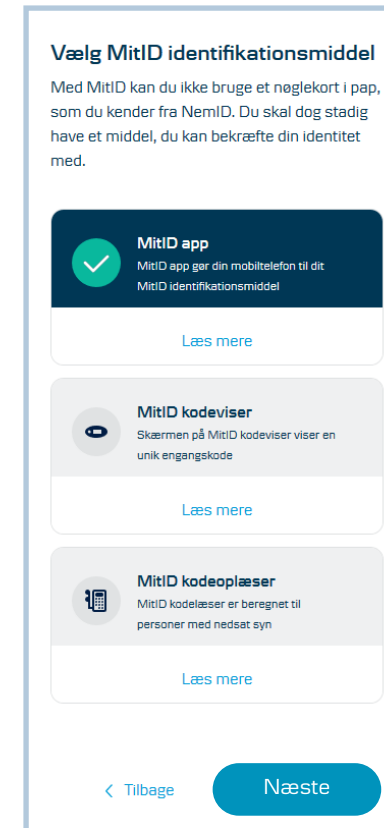 Vælg MitID identifikationsmiddel
Med MitID kan du ikke bruge et nøglekort i pap,
som du kender fra NemID. Du skal dog stadig
have et middel, du kan bekræfte din identitet
med.
MitID app
MitID app gør din mobiltelefon til dit
MitID identifikationsmiddel
Læs mere
MitID kodeviser
Skærmen på MitID kodeviser viser en
unik engangskode
Læs mere
MitID kodeoplæser
MitID kodelæser er beregnet til
personer med nedsat syn
Læs mere
Tilbage
Næste